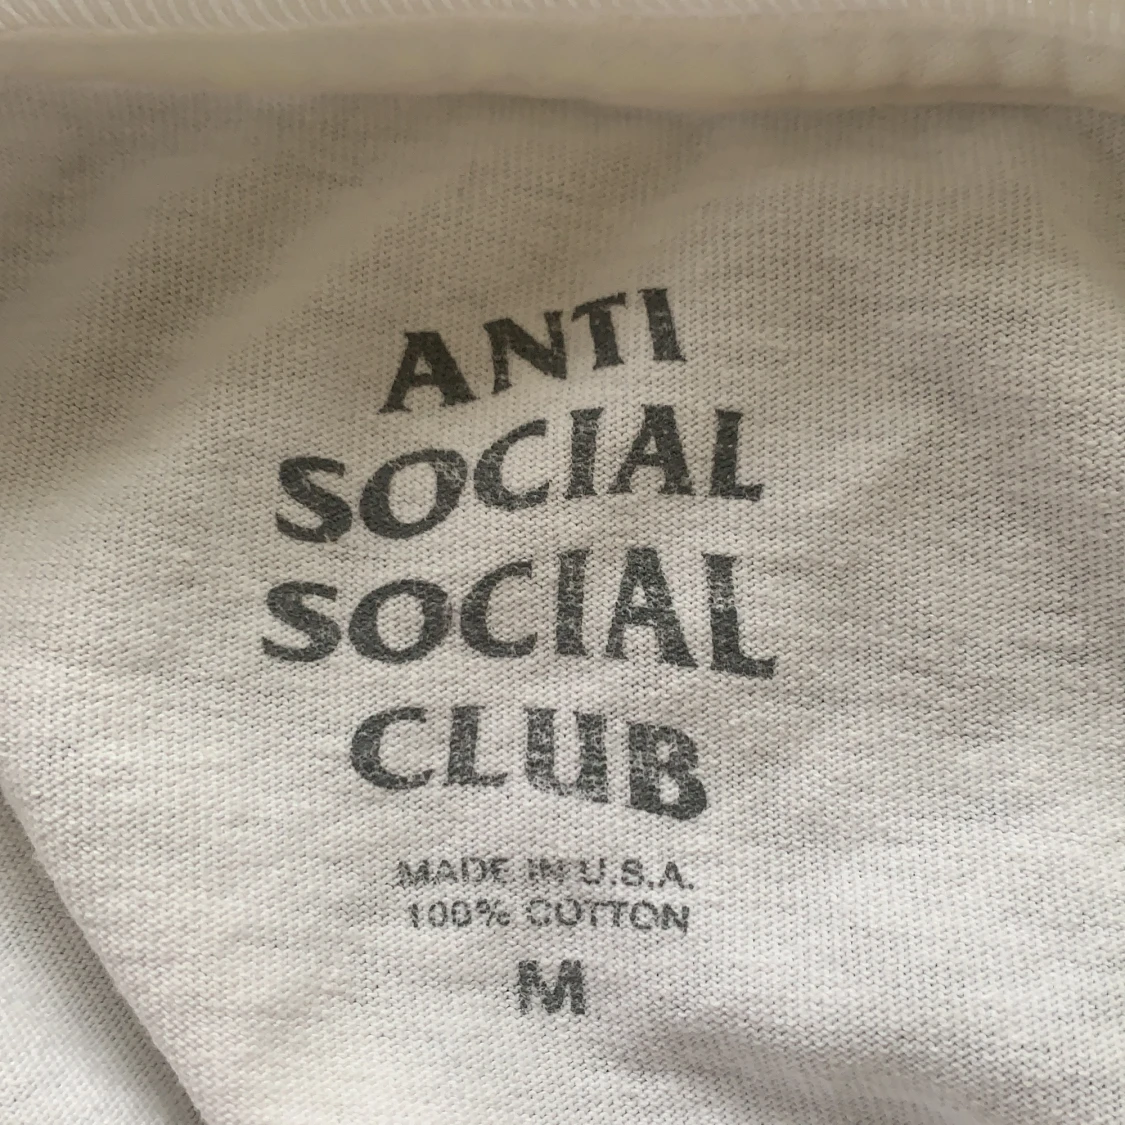 ANTI
SOCIAL
SOCIAL
CLUB
MADE IN U.S.A.
100% COTTON
M